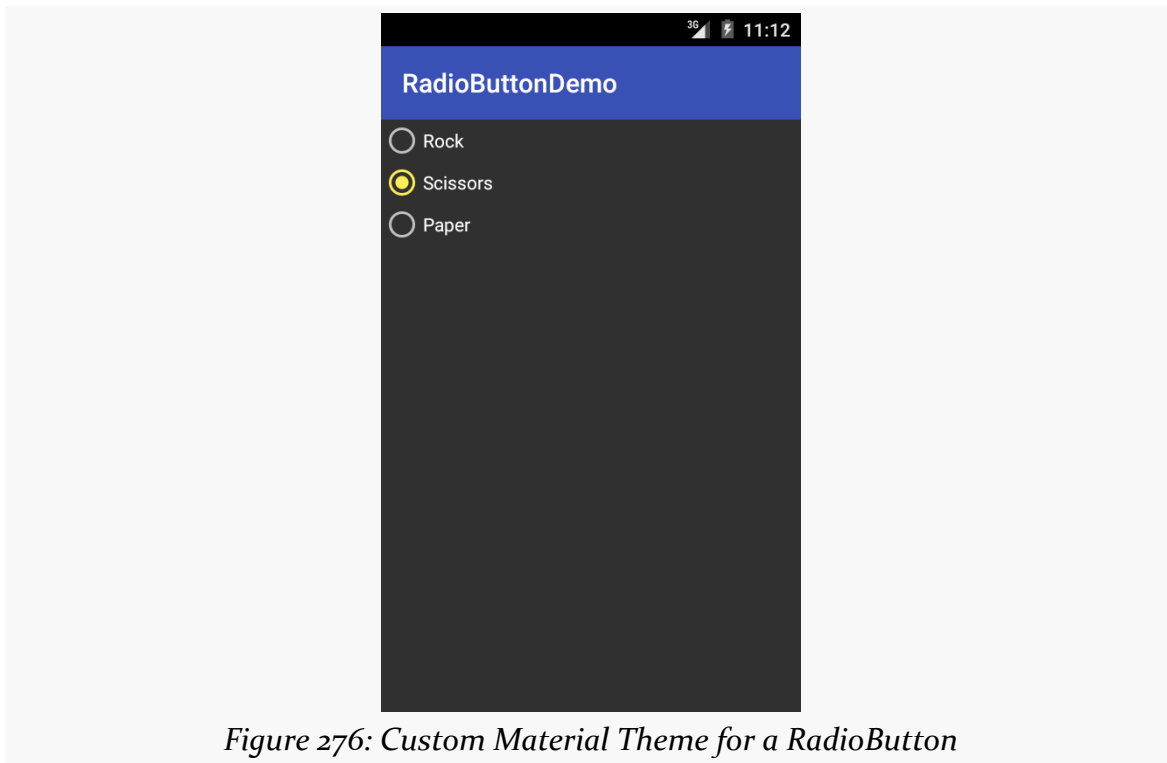 3G 11:12
RadioButtonDemo
Rock
Scissors
Paper
Figure 276: Custom Material Theme for a RadioButton